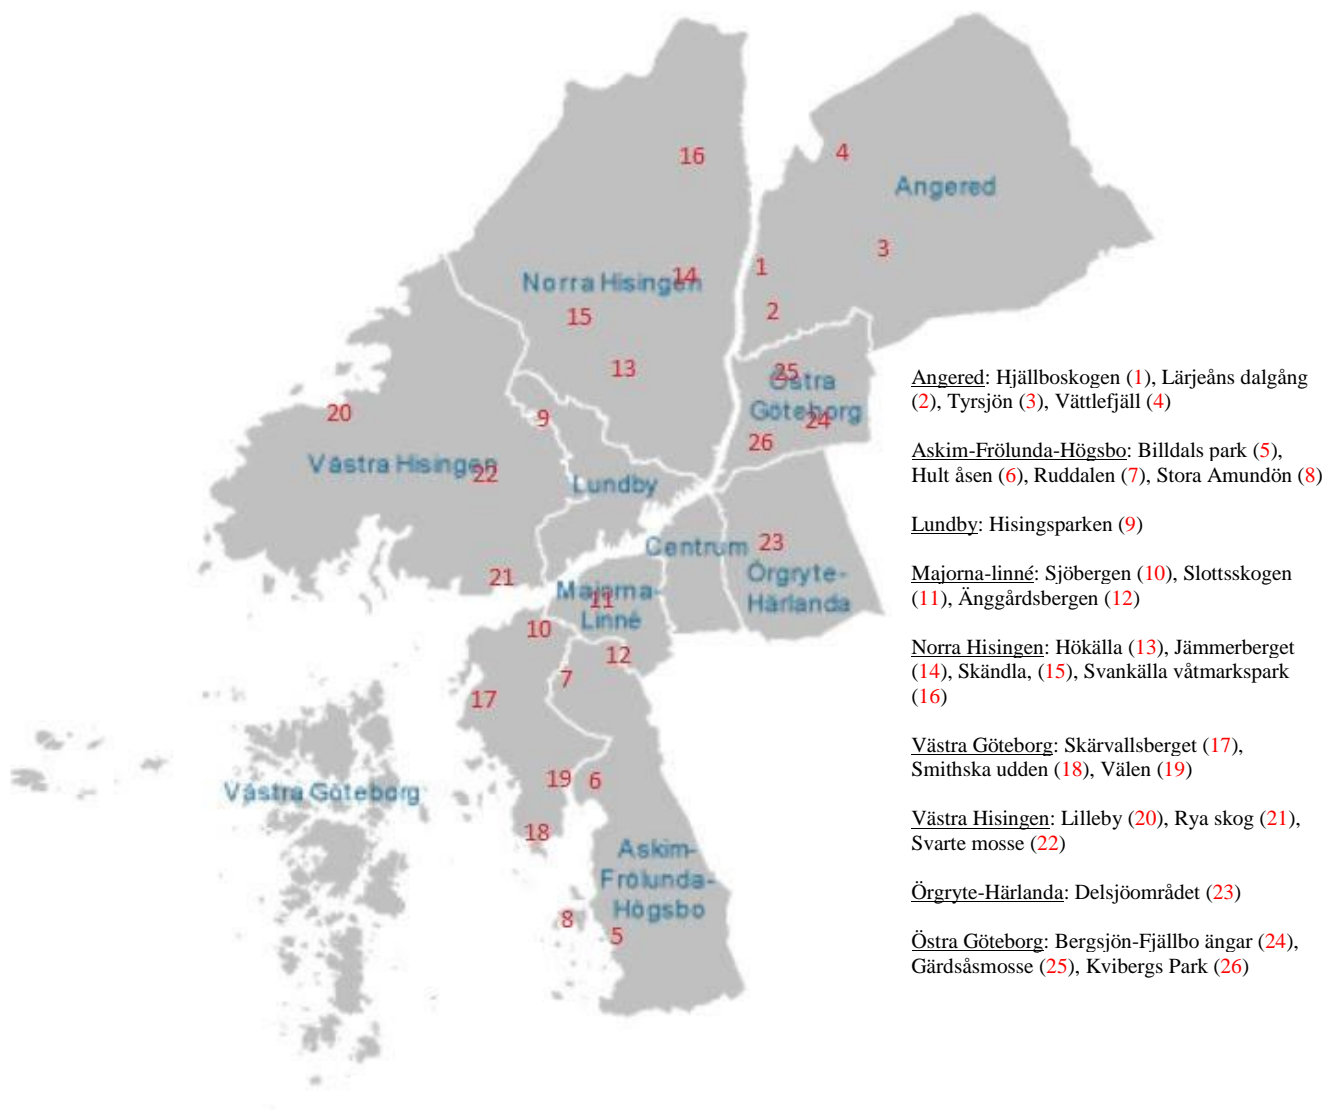 16
4
Angered
3
1
14
Norra Hisingen
2
15
13
25
Östra
Göteborg
24
20
9
26
Västra Hisingen
22
Lundby
Centrum
23
Örgryte-
Härlanda
21
Majorna-
11
Linné
10
12
7
17
19
6
Västra Göteborg
18
Askim-
Frölunda-
Högsbo
8
5
Angered: Hjällboskogen (1), Lärjeåns dalgång
(2), Tyrsjön (3), Vättlefjäll (4)
Askim-Frölunda-Högsbo: Billdals park (5),
Hult åsen (6), Ruddalen (7), Stora Amundön (8)
Lundby: Hisingsparken (9)
Majorna-linné: Sjöbergen (10), Slottsskogen
(11), Änggårdsbergen (12)
Norra Hisingen: Hökälla (13), Jämmerberget
(14), Skändla, (15), Svankälla våtmarkspark
(16)
Västra Göteborg: Skärvallsberget (17),
Smithska udden (18), Välen (19)
Västra Hisingen: Lilleby (20), Rya skog (21),
Svarte mosse (22)
Örgryte-Härlanda: Delsjöområdet (23)
Östra Göteborg: Bergsjön-Fjällbo ängar (24),
Gärdsåsmosse (25), Kvibergs Park (26)